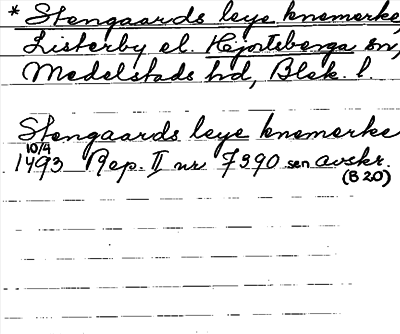 * Stengaards leye knemerke,
Listerby el. Hjortsberga sn,
Medelstads hd, Blek. l.
Stengaards leye knemerke
10/4
1493 Rep. II nr 7390 sen avskr.
(B 20)